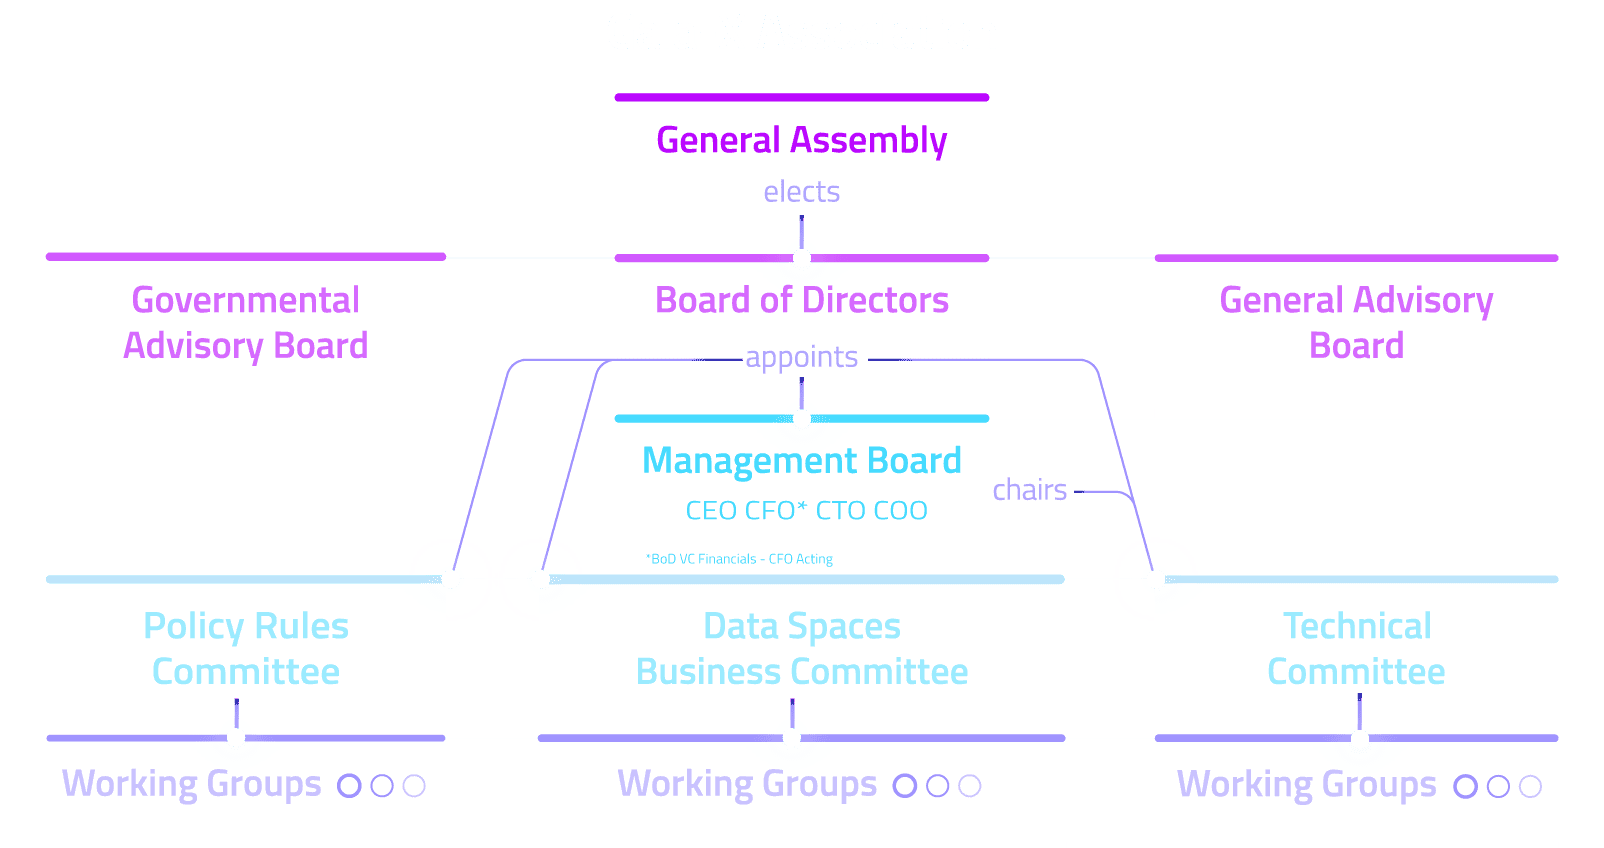 General Assembly
elects
Governmental
Advisory Board
Board of Directors
General Advisory
Board
appoints
Management Board
CEO CFO* CTO COO
chairs
*BoD VC Financials - CFO Acting
Policy Rules
Committee
Data Spaces
Business Committee
Technical
Committee
Working Groups
Working Groups
Working Groups